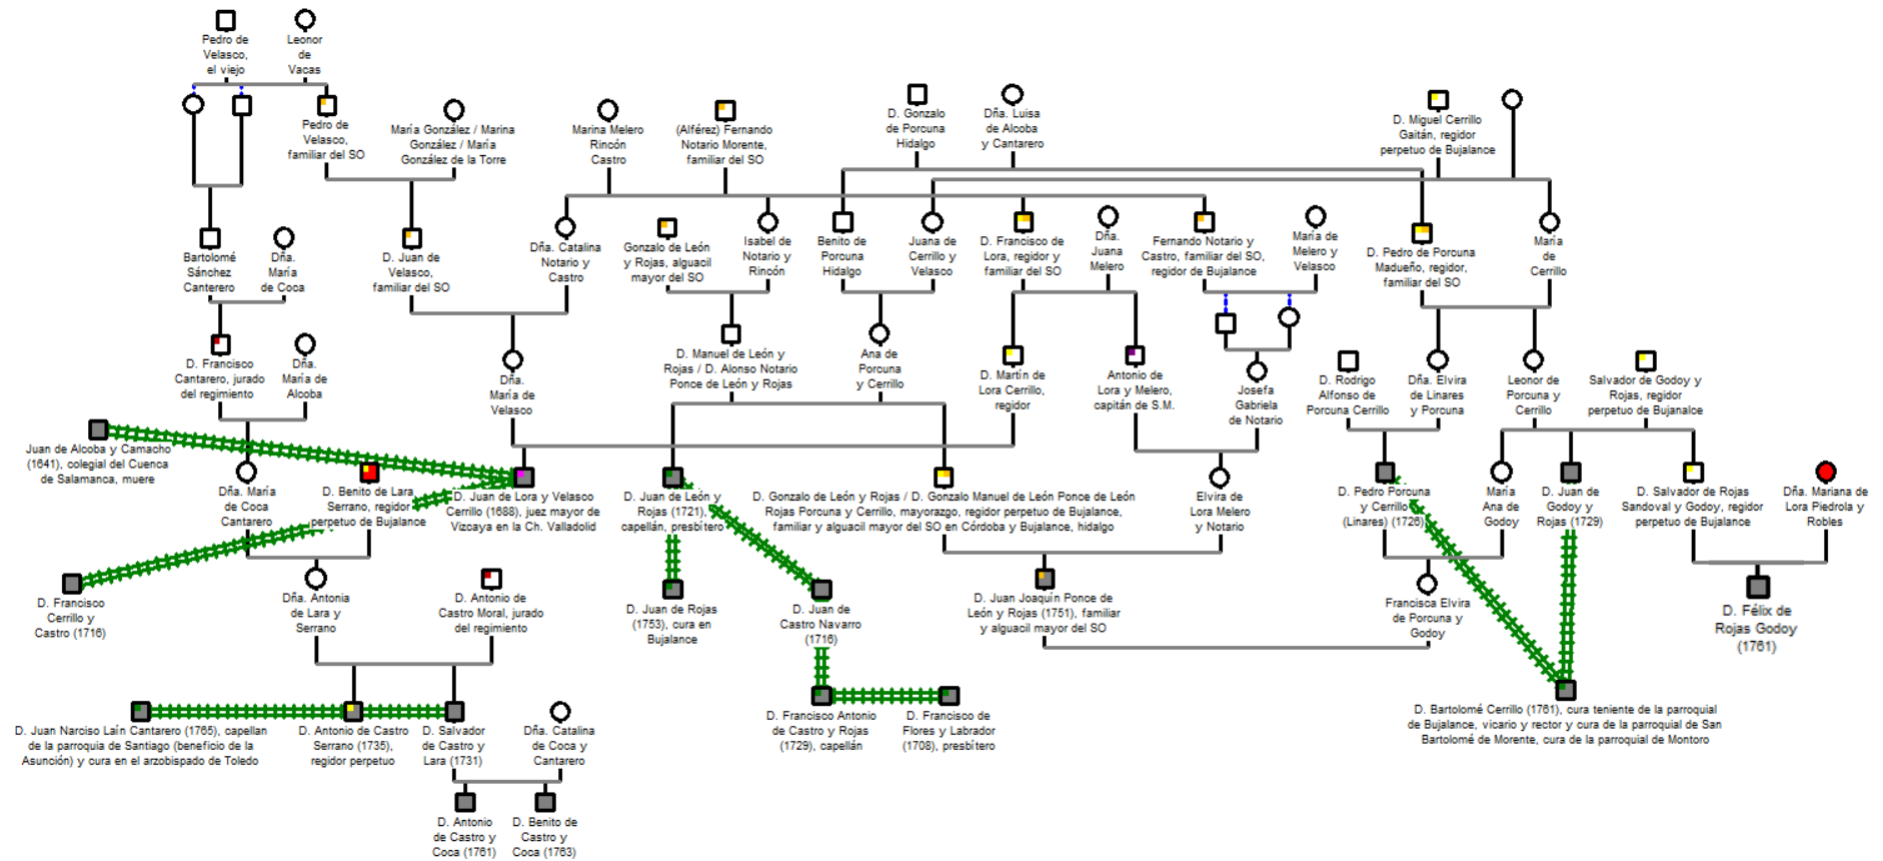 Pedro de
Velasco,
el viejo
Leonor
de
Vacas
Pedro de
Velasco,
familiar del SO
María González / Marina
González / María
González de la Torre
Marina Melero
Rincón
Castro
(Alférez) Fernando
Notario Morente,
familiar del SO
D. Gonzalo
de Porcuna
Hidalgo
Dña. Luisa
de Alcoba
y Cantarero
D. Miguel Cerrillo
Gaitán, regidor
perpetuo de Bujalance
Bartolomé
Sánchez
Canterero
Dña.
María
de Coca
D. Juan de
Velasco,
familiar del SO
Dña. Catalina
Notario y
Castro
Gonzalo de León
y Rojas, alguacil
mayor del SO
Isabel de
Notario y
Rincón
Benito de
Porcuna
Hidalgo
Juana de
Cerrillo y
Velasco
D. Francisco de
Lora, regidor y
familiar del SO
Dña.
Juana
Melero
Fernando Notario y
Castro, familiar del SO,
regidor de Bujalance
María de
Melero y
Velasco
D. Pedro de Porcuna
Madueño, regidor,
familiar del SO
María
de
Cerrillo
D. Francisco
Cantarero, jurado
del regimiento
Dña.
María de
Alcoba
Dña.
María de
Velasco
D. Manuel de León y
Rojas / D. Alonso Notario
Ponce de León y Rojas
Ana de
Porcuna
y Cerrillo
D. Martín de
Lora Cerrillo,
regidor
Antonio de
Lora y Melero,
capitán de S.M.
Josefa
Gabriela
de Notario
D. Rodrigo
Alfonso de
Porcuna Cerrillo
Dña. Elvira
de Linares
y Porcuna
Leonor de
Porcuna y
Cerrillo
Salvador de Godoy y
Rojas, regidor
perpetuo de Bujanalce
Juan de Alcoba y Camacho
(1641), colegial del Cuenca
de Salamanca, muere
Dña. María
de Coca
Cantarero
D. Benito de Lara
Serrano, regidor
perpetuo de Bujalance
D. Juan de Lora y Velasco
Cerrillo (1688), juez mayor de
Vizcaya en la Ch. Valladolid
D. Juan de León y
Rojas (1721),
capellán, presbítero
D. Gonzalo de León y Rojas / D. Gonzalo Manuel de León Ponce de León
Rojas Porcuna y Cerrillo, mayorazgo, regidor perpetuo de Bujalance,
familiar y alguacil mayor del SO en Córdoba y Bujalance, hidalgo
Elvira de
Lora Melero
y Notario
D. Pedro Porcuna
y Cerrillo
(Linares) (1726)
María
Ana de
Godoy
D. Juan de
Godoy y
Rojas (1729)
D. Salvador de Rojas
Sandoval y Godoy, regidor
perpetuo de Bujalance
Dña. Mariana de
Lora Piedrola y
Robles
D. Francisco
Cerrillo y
Castro (1716)
Dña. Antonia
de Lara y
Serrano
D. Antonio de
Castro Moral, jurado
del regimiento
D. Juan de Rojas
(1753), cura en
Bujalance
D. Juan de
Castro Navarro
(1716)
D. Juan Joaquín Ponce de
León y Rojas (1751), familiar
y alguacil mayor del SO
Francisca Elvira
de Porcuna y
Godoy
D. Félix de
Rojas Godoy
(1761)
D. Juan Narciso Laín Cantarero (1765), capellan
de la parroquia de Santiago (beneficio de la
Asunción) y cura en el arzobispado de Toledo
D. Antonio de Castro
Serrano (1735),
regidor perpetuo
D. Salvador
de Castro y
Lara (1731)
Dña. Catalina
de Coca y
Cantarero
D. Francisco Antonio
de Castro y Rojas
(1729), capellán
D. Francisco de
Flores y Labrador
(1708), presbítero
D. Bartolomé Cerrillo (1761), cura teniente de la parroquial
de Bujalance, vicario y rector y cura de la parroquial de San
Bartolomé de Morente, cura de la parroquial de Montoro
D. Antonio
de Castro y
Coca (1761)
D. Benito de
Castro y
Coca (1763)